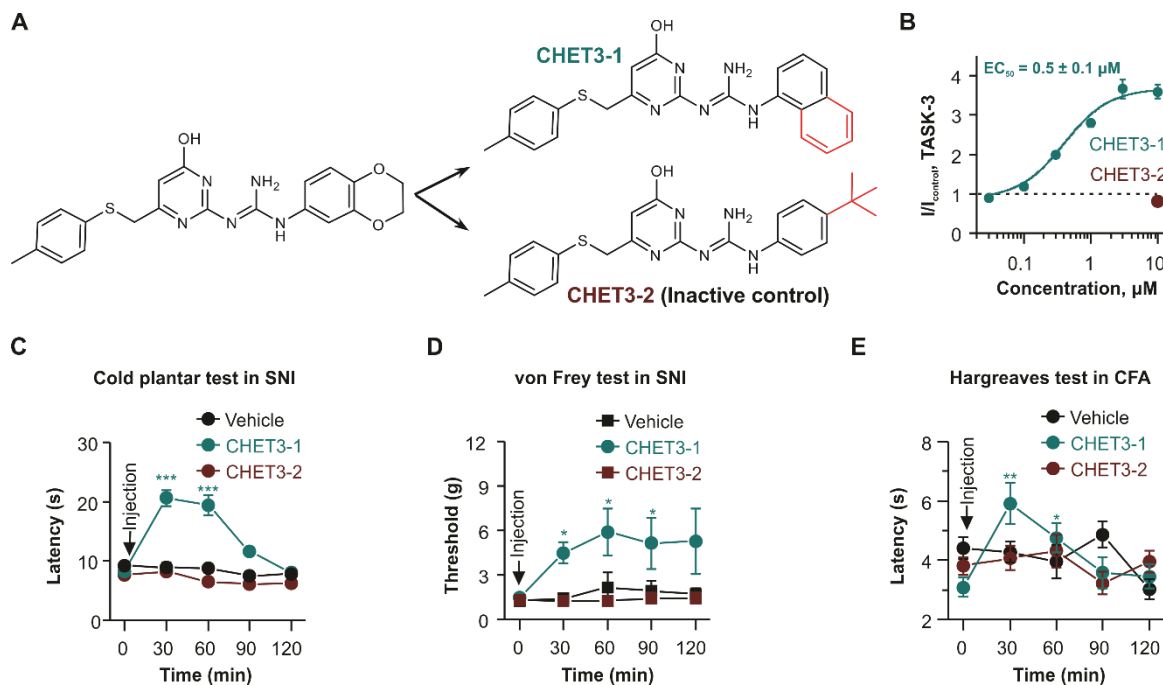 A
CHET3-1
OH
N
NH₂
S
N
N
N
H
OH
N
NH₂
S
N
N
N
H
O
O
OH
N
NH₂
S
N
N
N
H
CHET3-2 (Inactive control)
B
I/Icontrol, TASK-3
EC₅₀ = 0.5 ± 0.1 µM
4
3
2
1
0
CHET3-1
CHET3-2
0.1 1 10
Concentration, µM
C
Cold plantar test in SNI
Vehicle
CHET3-1
CHET3-2
Latency (s)
30
20
10
0
Injection
***
***
0 30 60 90 120
Time (min)
D
von Frey test in SNI
Vehicle
CHET3-1
CHET3-2
Threshold (g)
12
9
6
3
0
Injection
*
*
*
0 30 60 90 120
Time (min)
E
Hargreaves test in CFA
Vehicle
CHET3-1
CHET3-2
Latency (s)
8
6
4
2
Injection
**
*
0 30 60 90 120
Time (min)